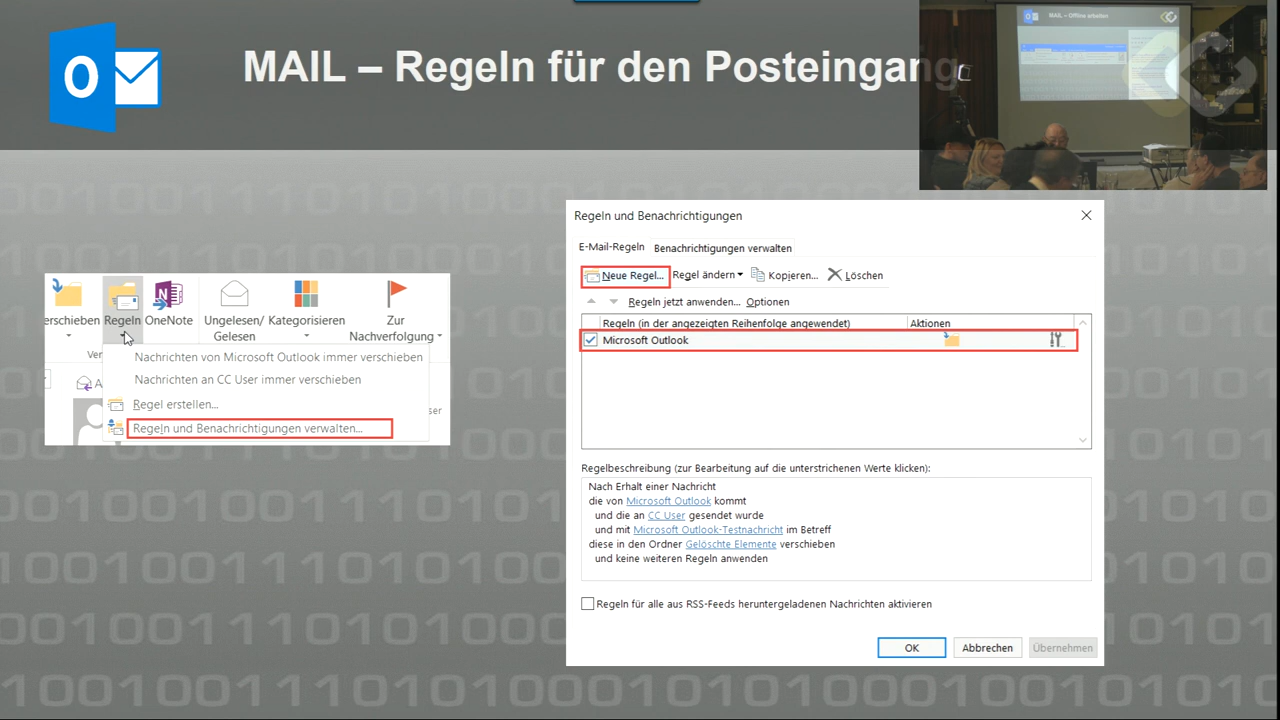 MAIL – Regeln für den Posteingang
MAIL – Offline arbeiten
erschieben
Regeln
OneNote
Ungelesen/
Gelesen
Kategorisieren
Zur
Nachverfolgung
Ver
Nachrichten von Microsoft Outlook immer verschieben
Nachrichten an CC User immer verschieben
Regel erstellen...
Regeln und Benachrichtigungen verwalten...
A
ser
Regeln und Benachrichtigungen
E-Mail-Regeln Benachrichtigungen verwalten
Neue Regel... Regel ändern Kopieren... Löschen
Regeln jetzt anwenden... Optionen
Regeln (in der angezeigten Reihenfolge angewendet) Aktionen
Microsoft Outlook
Regelbeschreibung (zur Bearbeitung auf die unterstrichenen Werte klicken):
Nach Erhalt einer Nachricht
die von Microsoft Outlook kommt
und die an CC User gesendet wurde
und mit Microsoft Outlook-Testnachricht im Betreff
diese in den Ordner Gelöschte Elemente verschieben
und keine weiteren Regeln anwenden
Regeln für alle aus RSS-Feeds heruntergeladenen Nachrichten aktivieren
OK Abbrechen Übernehmen